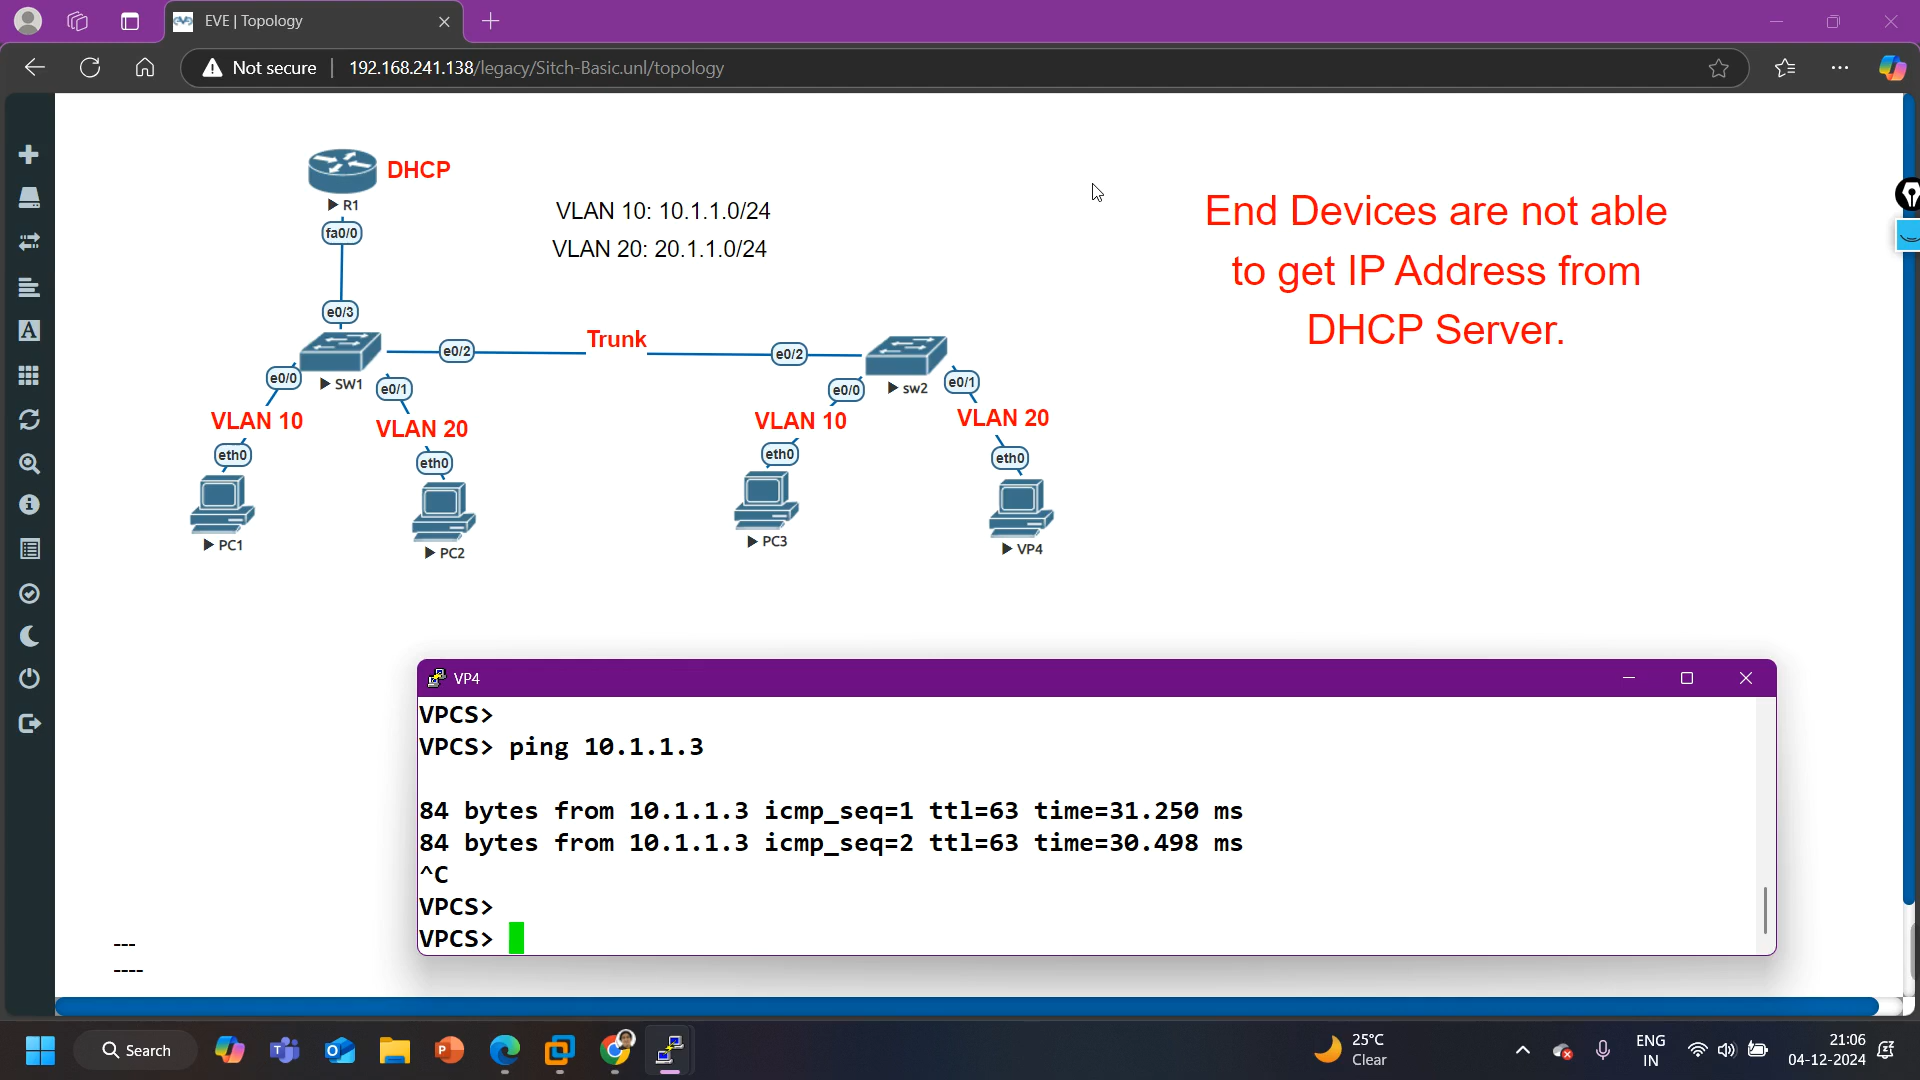 EVE | Topology
Not secure
192.168.241.138/legacy/Sitch-Basic.unl/topology
DHCP
R1
fa0/0
VLAN 10: 10.1.1.0/24
VLAN 20: 20.1.1.0/24
End Devices are not able
to get IP Address from
DHCP Server.
e0/3
Trunk
e0/2
e0/2
SW1
e0/0
e0/1
sw2
e0/0
e0/1
VLAN 10
VLAN 20
VLAN 10
VLAN 20
eth0
eth0
eth0
eth0
PC1
PC2
PC3
VP4
VP4
VPCS>
VPCS> ping 10.1.1.3
84 bytes from 10.1.1.3 icmp_seq=1 ttl=63 time=31.250 ms
84 bytes from 10.1.1.3 icmp_seq=2 ttl=63 time=30.498 ms
^C
VPCS>
VPCS>
---
----
Search
25°C
Clear
ENG
IN
21:06
04-12-2024